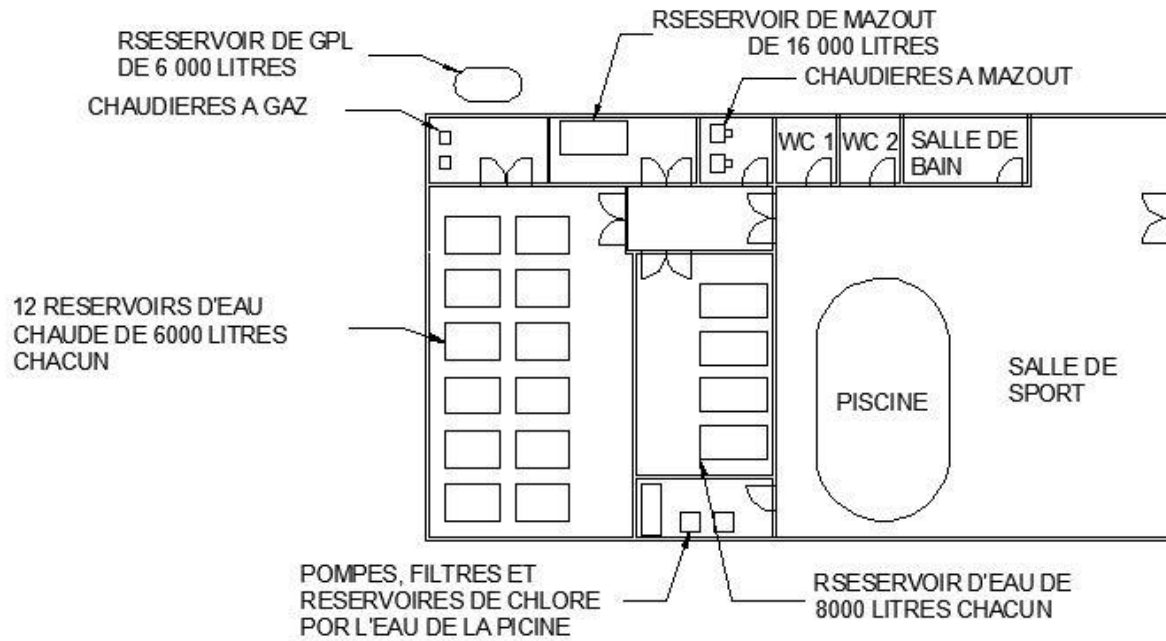 RSESERVOIR DE GPL
DE 6 000 LITRES
RSESERVOIR DE MAZOUT
DE 16 000 LITRES
CHAUDIERES A GAZ
CHAUDIERES A MAZOUT
WC 1
WC 2
SALLE DE
BAIN
12 RESERVOIRS D'EAU
CHAUDE DE 6000 LITRES
CHACUN
PISCINE
SALLE DE
SPORT
POMPES, FILTRES ET
RESERVOIRES DE CHLORE
POR L'EAU DE LA PICINE
RSESERVOIR D'EAU DE
8000 LITRES CHACUN